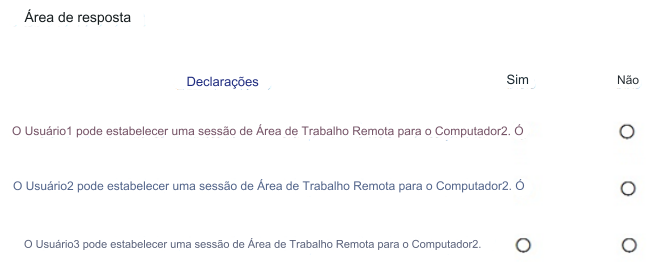 Área de resposta
Declarações Sim Não
O Usuário1 pode estabelecer uma sessão de Área de Trabalho Remota para o Computador2. Ó
O Usuário2 pode estabelecer uma sessão de Área de Trabalho Remota para o Computador2. Ó
O Usuário3 pode estabelecer uma sessão de Área de Trabalho Remota para o Computador2.